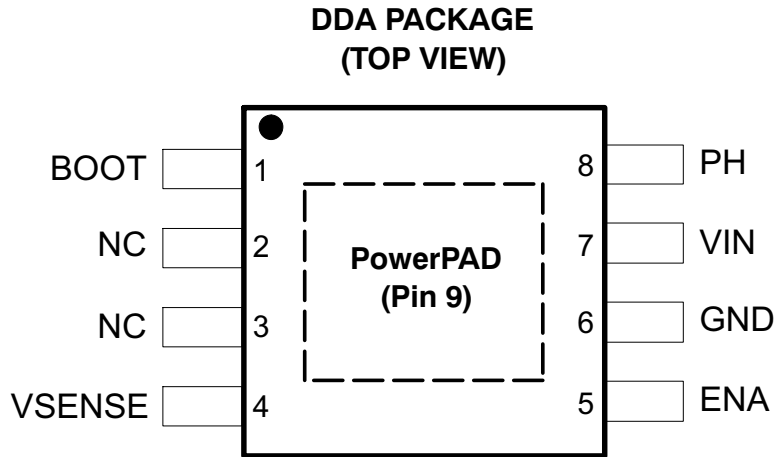 DDA PACKAGE
(TOP VIEW)
BOOT 1 8 PH
NC 2 7 VIN
PowerPAD
(Pin 9)
NC 3 6 GND
VSENSE 4 5 ENA